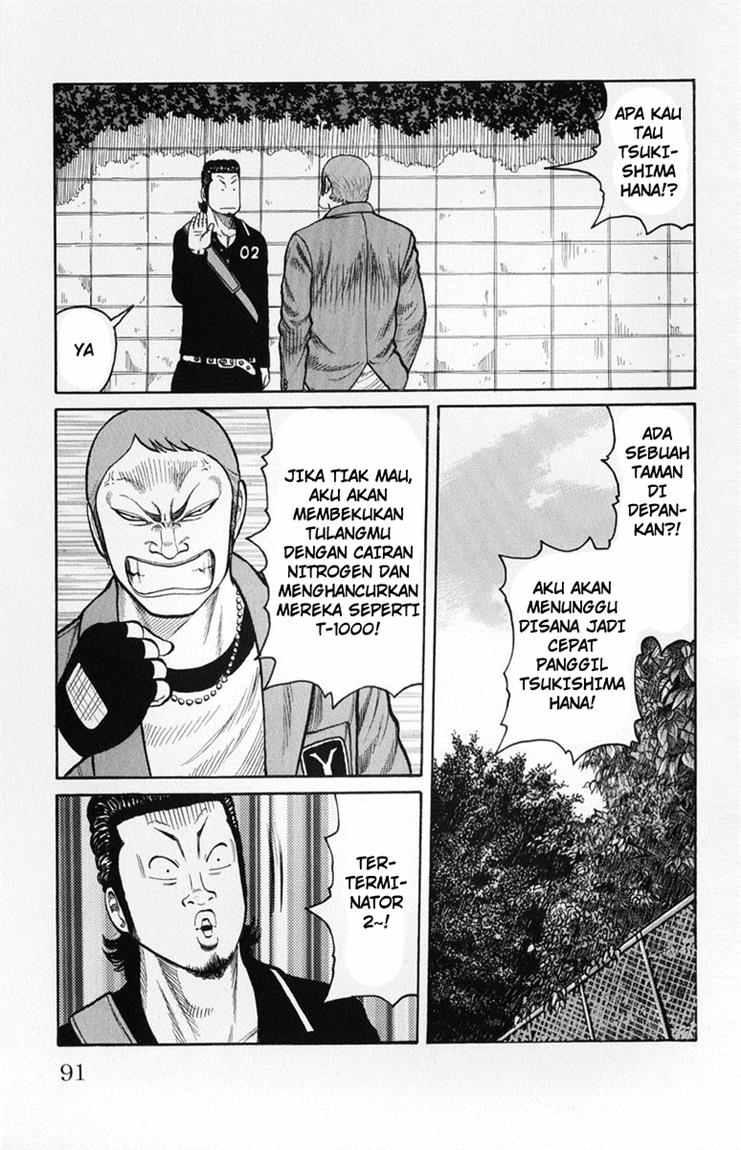 APA KAU
TAU
TSUKI-
SHIMA
HANA!?
02
YA
ADA
SEBUAH
TAMAN
DI
DEPAN-
KAN?!
AKU AKAN
MENUNGGU
DISANA JADI
CEPAT
PANGGIL
TSUKISHIMA
HANA!
JIKA TIAK MAU,
AKU AKAN
MEMBEKUKAN
TULANGMU
DENGAN CAIRAN
NITROGEN DAN
MENGHANCURKAN
MEREKA SEPERTI
T-1000!
Y
TER-
TERMI-
NATOR
2~!
91